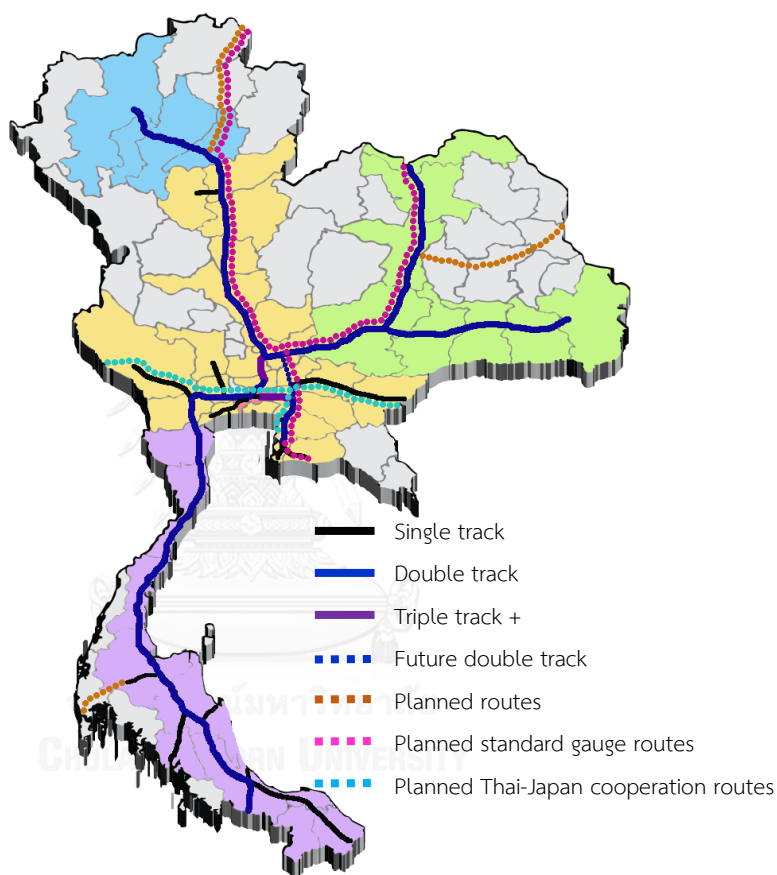 Single track
Double track
Triple track +
Future double track
Planned routes
Planned standard gauge routes
Planned Thai-Japan cooperation routes
UNIVERSITY